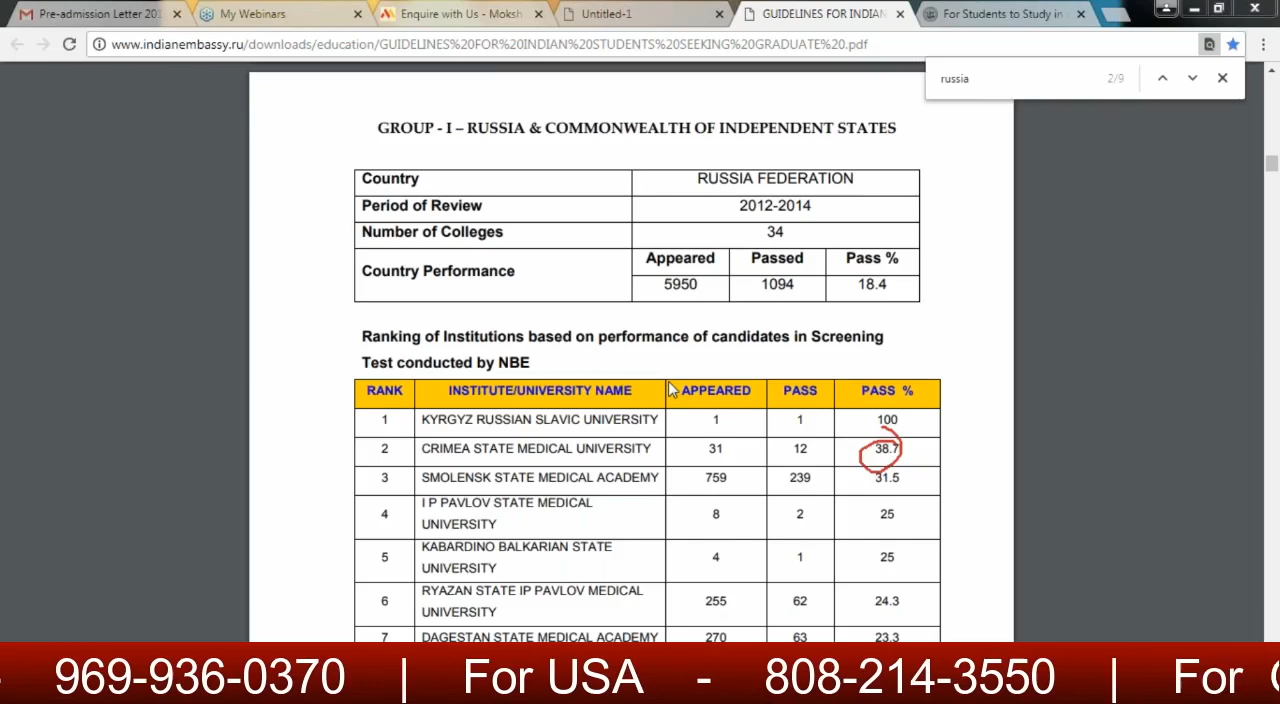 Pre-admission Letter 201
My Webinars
Enquire with Us - Moksh
Untitled-1
GUIDELINES FOR INDIAN
For Students to Study in
www.indianembassy.ru/downloads/education/GUIDELINES%20FOR%20INDIAN%20STUDENTS%20SEEKING%20GRADUATE%20.pdf
russia 2/9
GROUP - I – RUSSIA & COMMONWEALTH OF INDEPENDENT STATES
Country RUSSIA FEDERATION
Period of Review 2012-2014
Number of Colleges 34
Country Performance Appeared Passed Pass %
5950 1094 18.4
Ranking of Institutions based on performance of candidates in Screening
Test conducted by NBE
RANK INSTITUTE/UNIVERSITY NAME APPEARED PASS PASS %
1 KYRGYZ RUSSIAN SLAVIC UNIVERSITY 1 1 100
2 CRIMEA STATE MEDICAL UNIVERSITY 31 12 38.7
3 SMOLENSK STATE MEDICAL ACADEMY 759 239 31.5
4 I P PAVLOV STATE MEDICAL
UNIVERSITY 8 2 25
5 KABARDINO BALKARIAN STATE
UNIVERSITY 4 1 25
6 RYAZAN STATE IP PAVLOV MEDICAL
UNIVERSITY 255 62 24.3
7 DAGESTAN STATE MEDICAL ACADEMY 270 63 23.3
969-936-0370 | For USA - 808-214-3550 | For